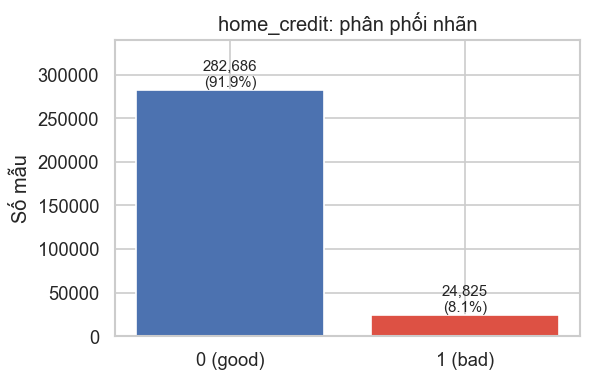 home_credit: phân phối nhãn
282,686
(91.9%)
24,825
(8.1%)
Số mẫu
300000
250000
200000
150000
100000
50000
0
0 (good)
1 (bad)